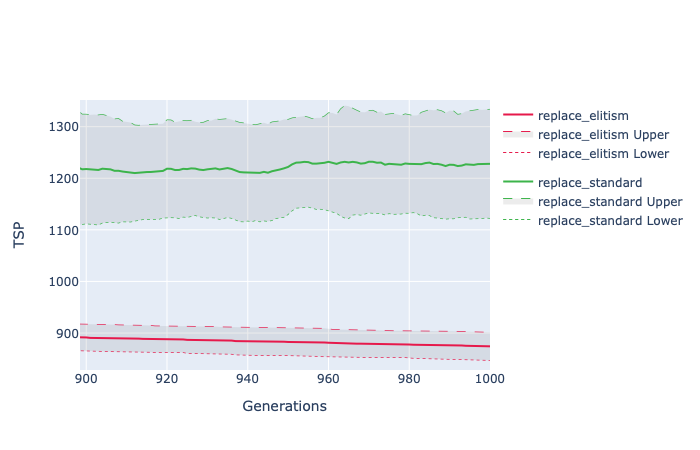 1300
1200
1100
1000
900
TSP
900
920
940
960
980
1000
Generations
replace_elitism
replace_elitism Upper
replace_elitism Lower
replace_standard
replace_standard Upper
replace_standard Lower